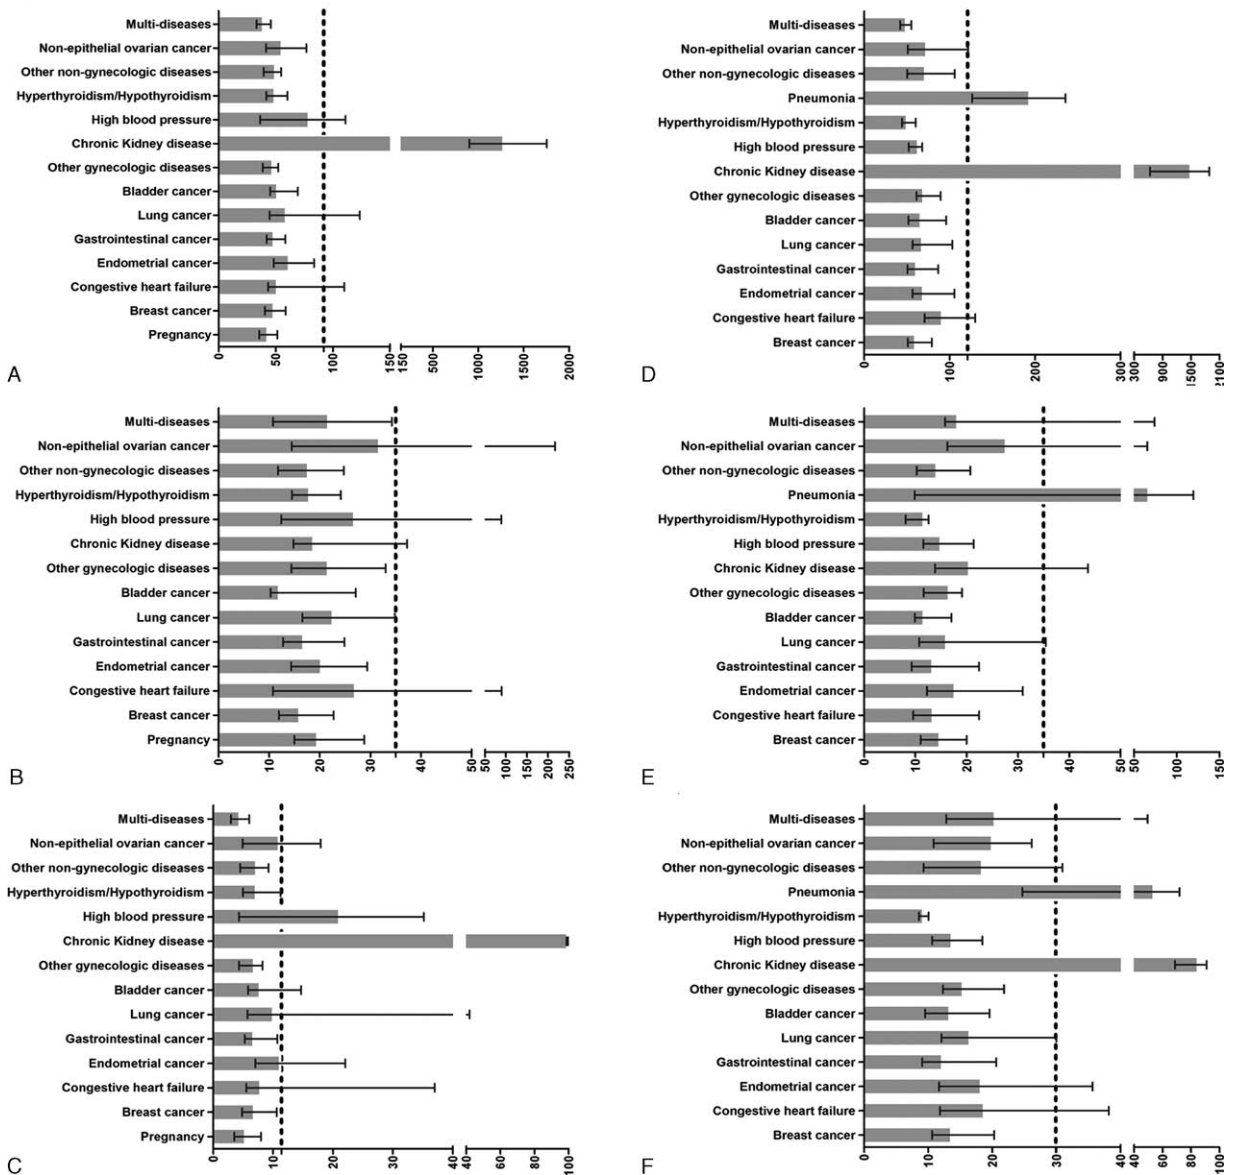 Multi-diseases
Non-epithelial ovarian cancer
Other non-gynecologic diseases
Hyperthyroidism/Hypothyroidism
High blood pressure
Chronic Kidney disease
Other gynecologic diseases
Bladder cancer
Lung cancer
Gastrointestinal cancer
Endometrial cancer
Congestive heart failure
Breast cancer
Pregnancy
0 50 100 150 150 500 1000 1500 2000
A
Multi-diseases
Non-epithelial ovarian cancer
Other non-gynecologic diseases
Pneumonia
Hyperthyroidism/Hypothyroidism
High blood pressure
Chronic Kidney disease
Other gynecologic diseases
Bladder cancer
Lung cancer
Gastrointestinal cancer
Endometrial cancer
Congestive heart failure
Breast cancer
0 100 200 300 300 900 1500 2100
D
Multi-diseases
Non-epithelial ovarian cancer
Other non-gynecologic diseases
Hyperthyroidism/Hypothyroidism
High blood pressure
Chronic Kidney disease
Other gynecologic diseases
Bladder cancer
Lung cancer
Gastrointestinal cancer
Endometrial cancer
Congestive heart failure
Breast cancer
Pregnancy
0 10 20 30 40 50 50 100 150 200 250
B
Multi-diseases
Non-epithelial ovarian cancer
Other non-gynecologic diseases
Pneumonia
Hyperthyroidism/Hypothyroidism
High blood pressure
Chronic Kidney disease
Other gynecologic diseases
Bladder cancer
Lung cancer
Gastrointestinal cancer
Endometrial cancer
Congestive heart failure
Breast cancer
0 10 20 30 40 50 50 100 150
E
Multi-diseases
Non-epithelial ovarian cancer
Other non-gynecologic diseases
Hyperthyroidism/Hypothyroidism
High blood pressure
Chronic Kidney disease
Other gynecologic diseases
Bladder cancer
Lung cancer
Gastrointestinal cancer
Endometrial cancer
Congestive heart failure
Breast cancer
Pregnancy
0 10 20 30 40 40 60 80 100
C
Multi-diseases
Non-epithelial ovarian cancer
Other non-gynecologic diseases
Pneumonia
Hyperthyroidism/Hypothyroidism
High blood pressure
Chronic Kidney disease
Other gynecologic diseases
Bladder cancer
Lung cancer
Gastrointestinal cancer
Endometrial cancer
Congestive heart failure
Breast cancer
0 10 20 30 40 40 60 80 100
F